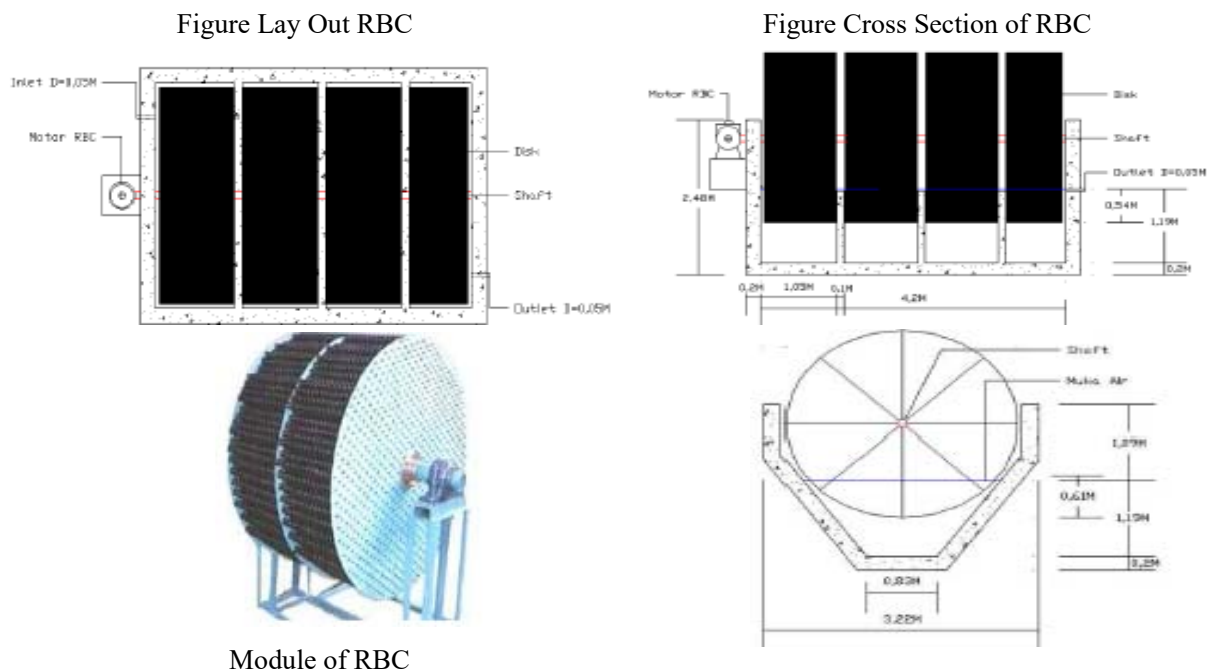 Figure Lay Out RBC
Inlet D=0,05M
Motor RBC
Disk
Shaft
Outlet D=0,05M
Figure Cross Section of RBC
Motor RBC
Disk
Shaft
Outlet D=0,05M
2,48M
0,54M
1,19M
0,2M
0,2M
1,05M
0,1M
4,2M
Module of RBC
Shaft
Muka Air
1,09M
0,61M
1,19M
0,2M
0,83M
3,22M